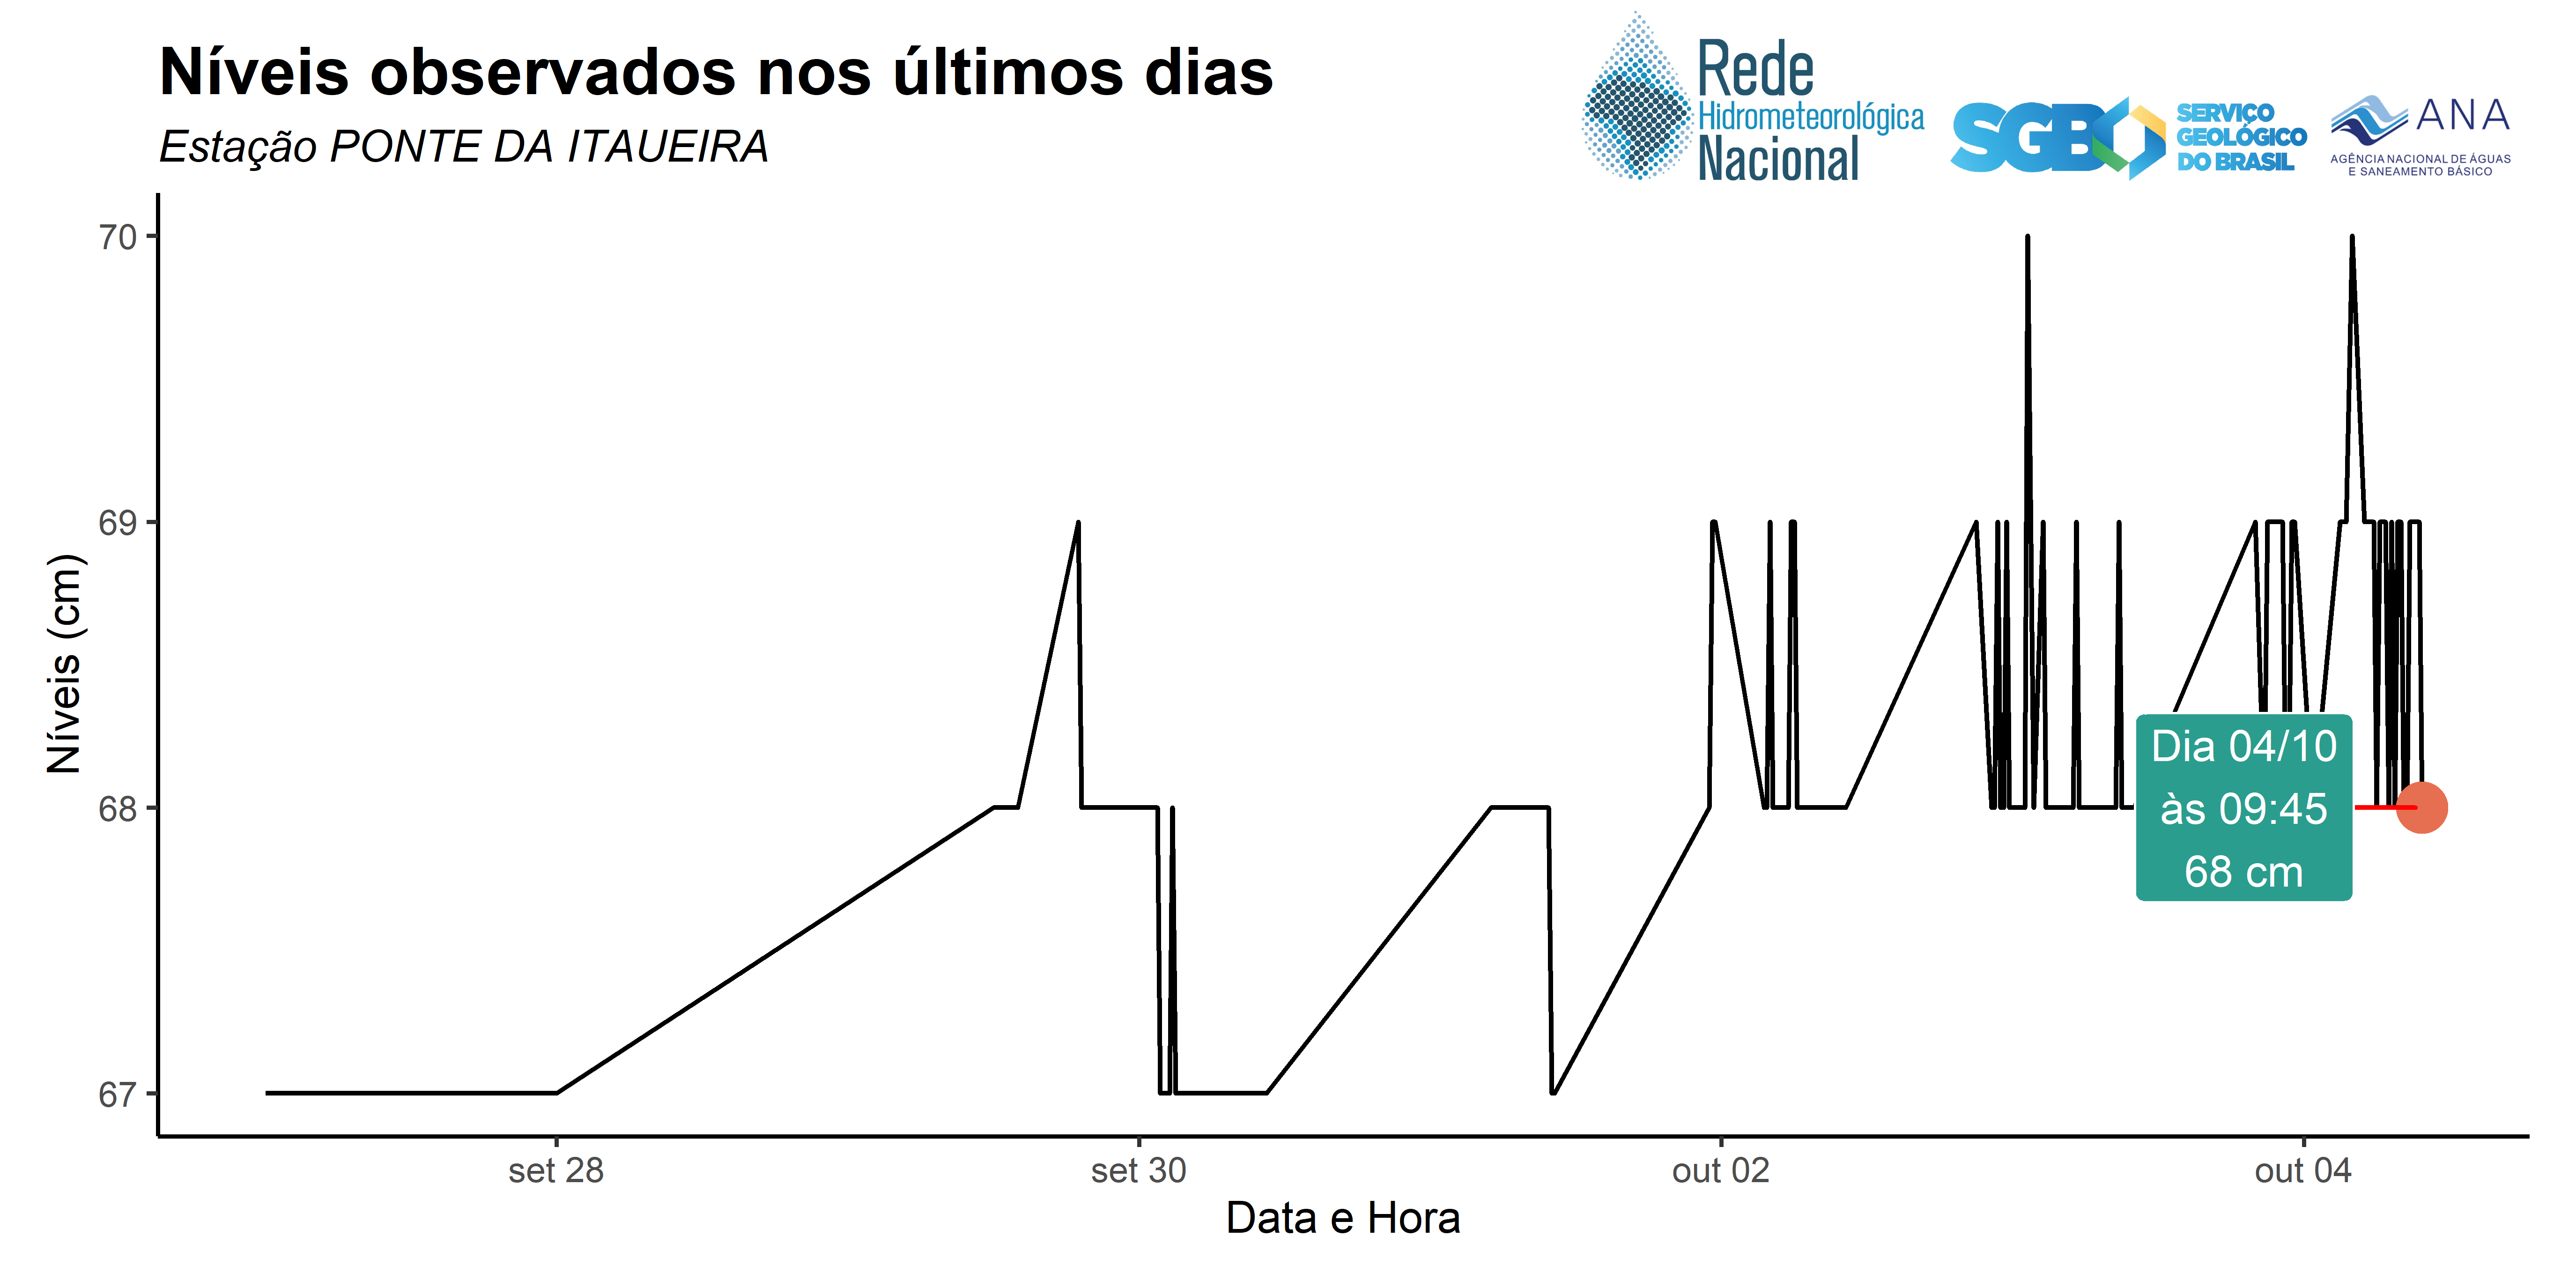 Níveis observados nos últimos dias
Estação PONTE DA ITAUEIRA
Rede
Hidrometeorológica
Nacional
SGB
SERVIÇO
GEOLÓGICO
DO BRASIL
ANA
AGÊNCIA NACIONAL DE ÁGUAS
E SANEAMENTO BÁSICO
70
69
68
67
Níveis (cm)
Dia 04/10
às 09:45
68 cm
set 28
set 30
out 02
out 04
Data e Hora